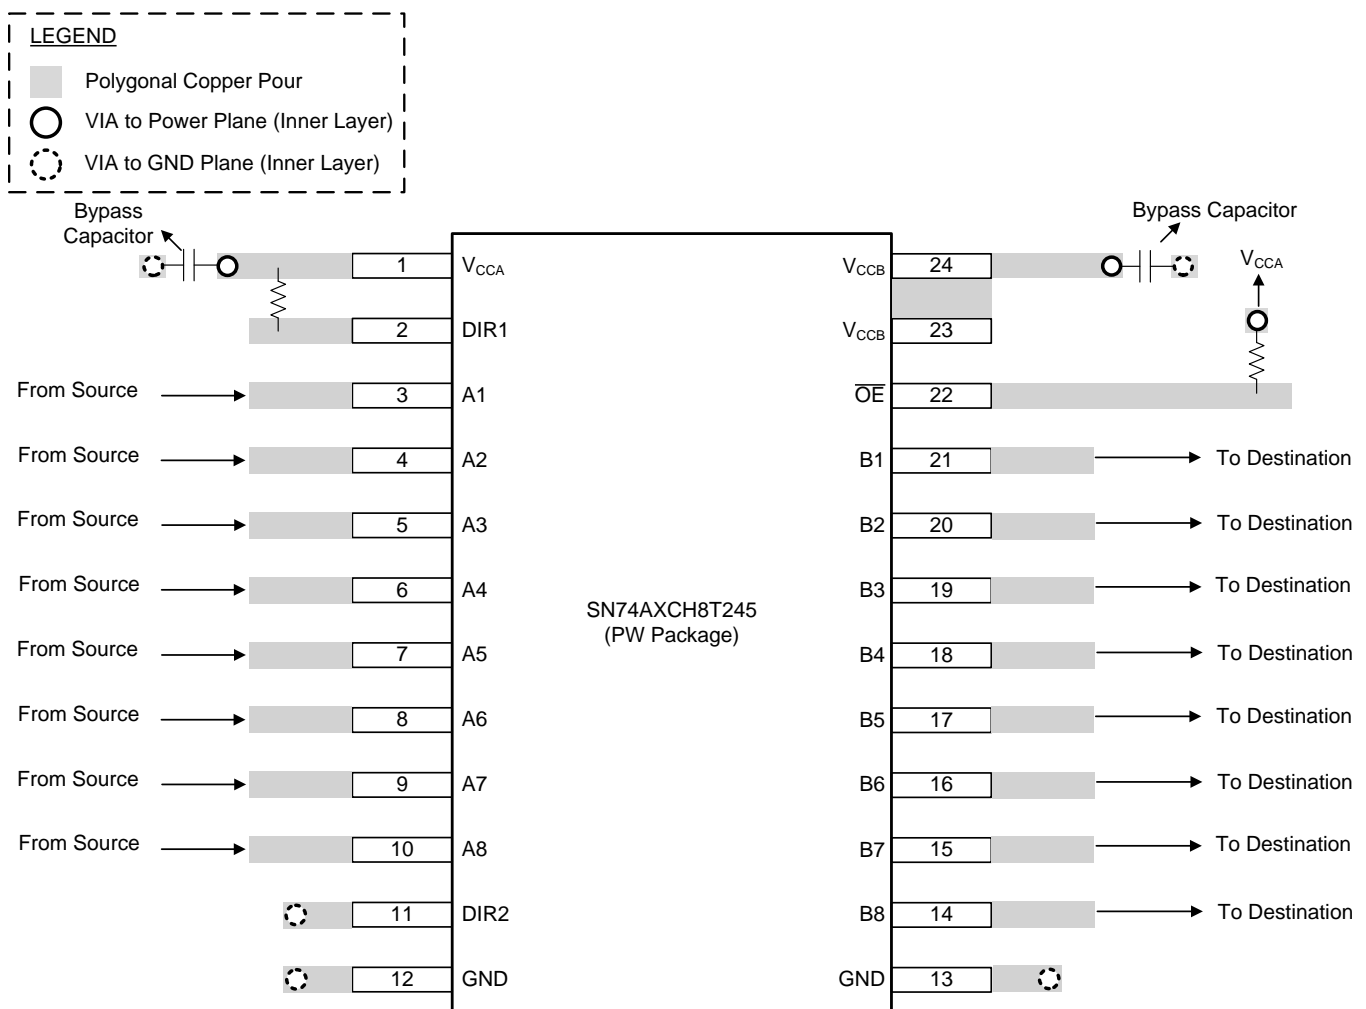 LEGEND
Polygonal Copper Pour
VIA to Power Plane (Inner Layer)
VIA to GND Plane (Inner Layer)
Bypass
Capacitor
Bypass Capacitor
VCCA
1 VCCA
VCCB 24
2 DIR1
VCCB 23
From Source 3 A1
OE 22
From Source 4 A2
B1 21 To Destination
From Source 5 A3
B2 20 To Destination
From Source 6 A4
B3 19 To Destination
SN74AXCH8T245
(PW Package)
From Source 7 A5
B4 18 To Destination
From Source 8 A6
B5 17 To Destination
From Source 9 A7
B6 16 To Destination
From Source 10 A8
B7 15 To Destination
11 DIR2
B8 14 To Destination
12 GND
GND 13